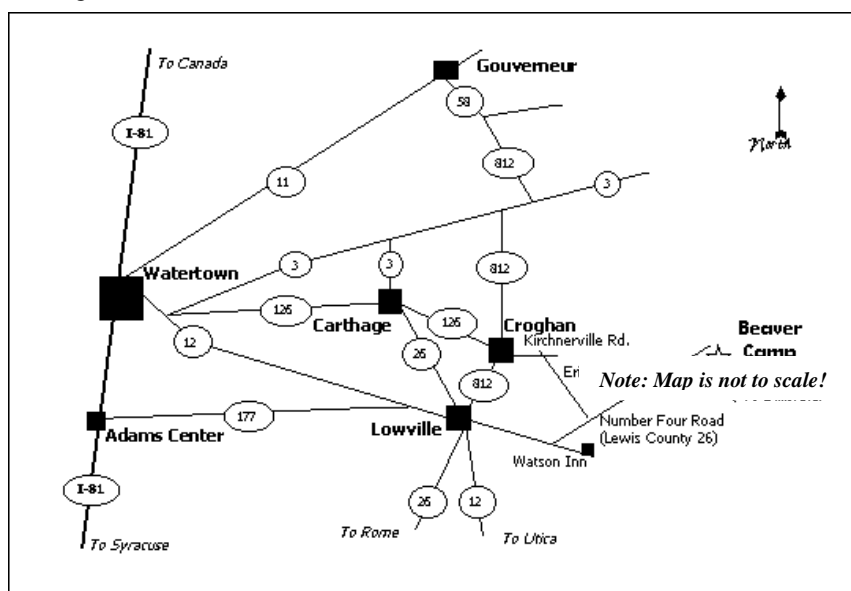 To Canada
Gouverneur
58
I-81
North
812
11
3
Watertown
3
3
812
126
Carthage
126
Croghan
Kirchnerville Rd.
Beaver
Camp
12
26
Eri
Note: Map is not to scale!
812
177
Adams Center
Lowville
Number Four Road
(Lewis County 26)
Watson Inn
I-81
26
12
To Rome
To Utica
To Syracuse